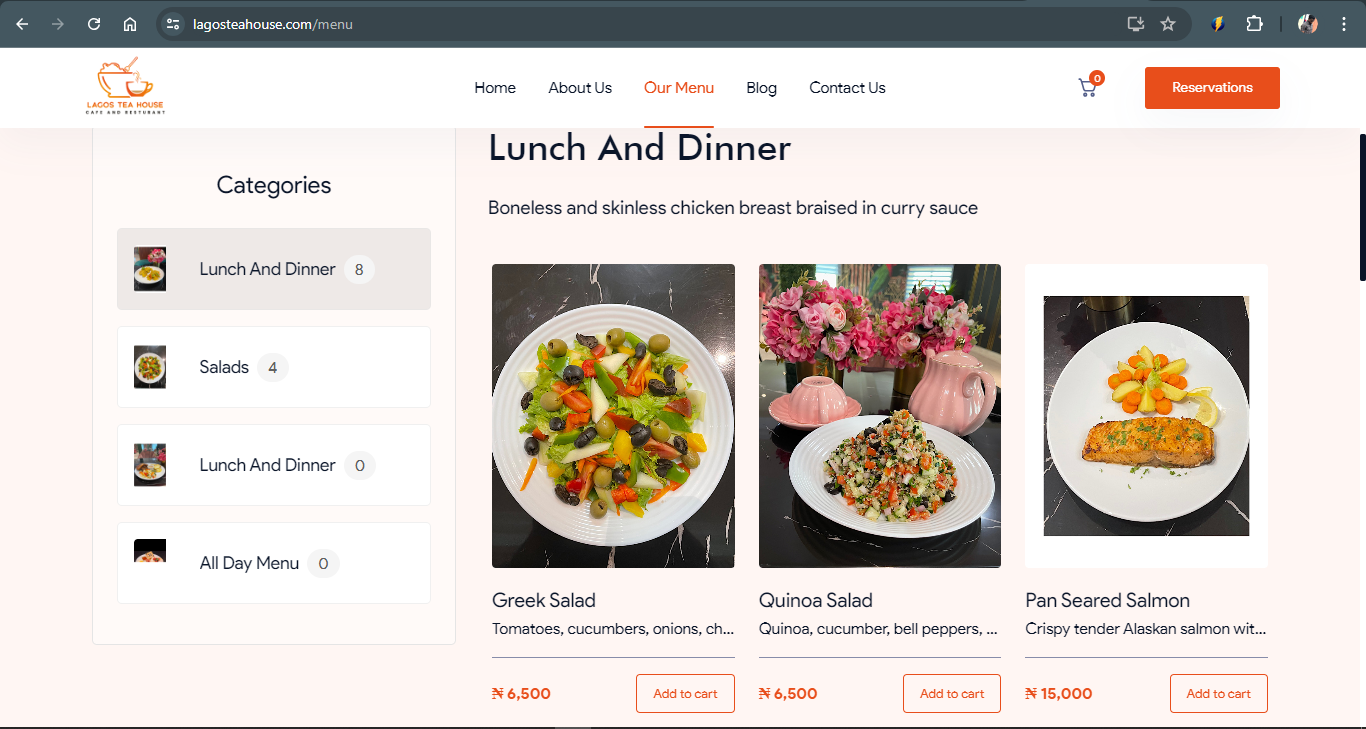 lagosteahouse.com/menu
LAGOS TEA HOUSE
CAFE AND RESTURANT
Home
About Us
Our Menu
Blog
Contact Us
0
Reservations
Categories
Lunch And Dinner 8
Salads 4
Lunch And Dinner 0
All Day Menu 0
Lunch And Dinner
Boneless and skinless chicken breast braised in curry sauce
Greek Salad
Tomatoes, cucumbers, onions, ch...
₦ 6,500
Add to cart
Quinoa Salad
Quinoa, cucumber, bell peppers, ...
₦ 6,500
Add to cart
Pan Seared Salmon
Crispy tender Alaskan salmon wit...
₦ 15,000
Add to cart